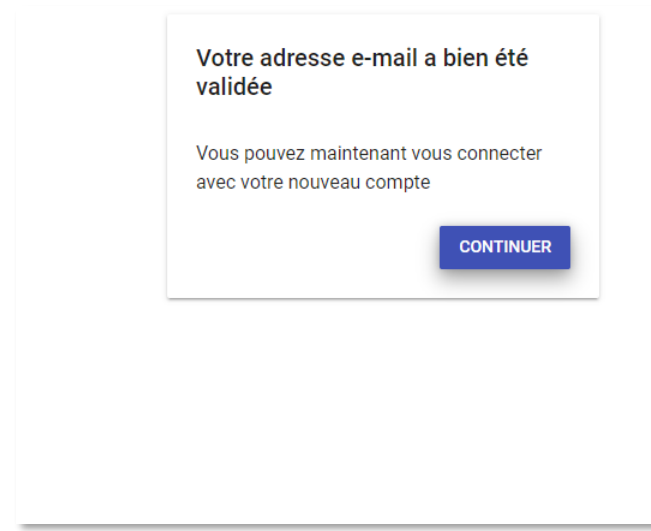 Votre adresse e-mail a bien été
validée
Vous pouvez maintenant vous connecter
avec votre nouveau compte
CONTINUER